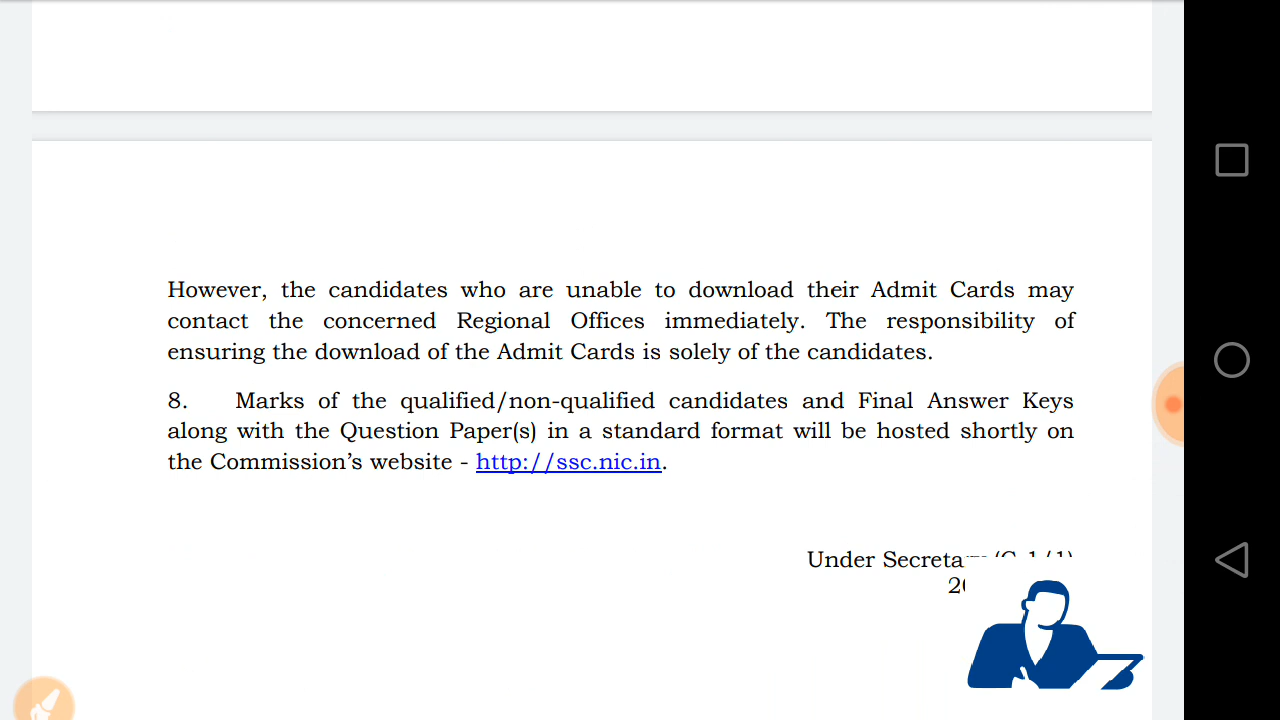 However, the candidates who are unable to download their Admit Cards may
contact the concerned Regional Offices immediately. The responsibility of
ensuring the download of the Admit Cards is solely of the candidates.
8. Marks of the qualified/non-qualified candidates and Final Answer Keys
along with the Question Paper(s) in a standard format will be hosted shortly on
the Commission’s website - http://ssc.nic.in.
Under